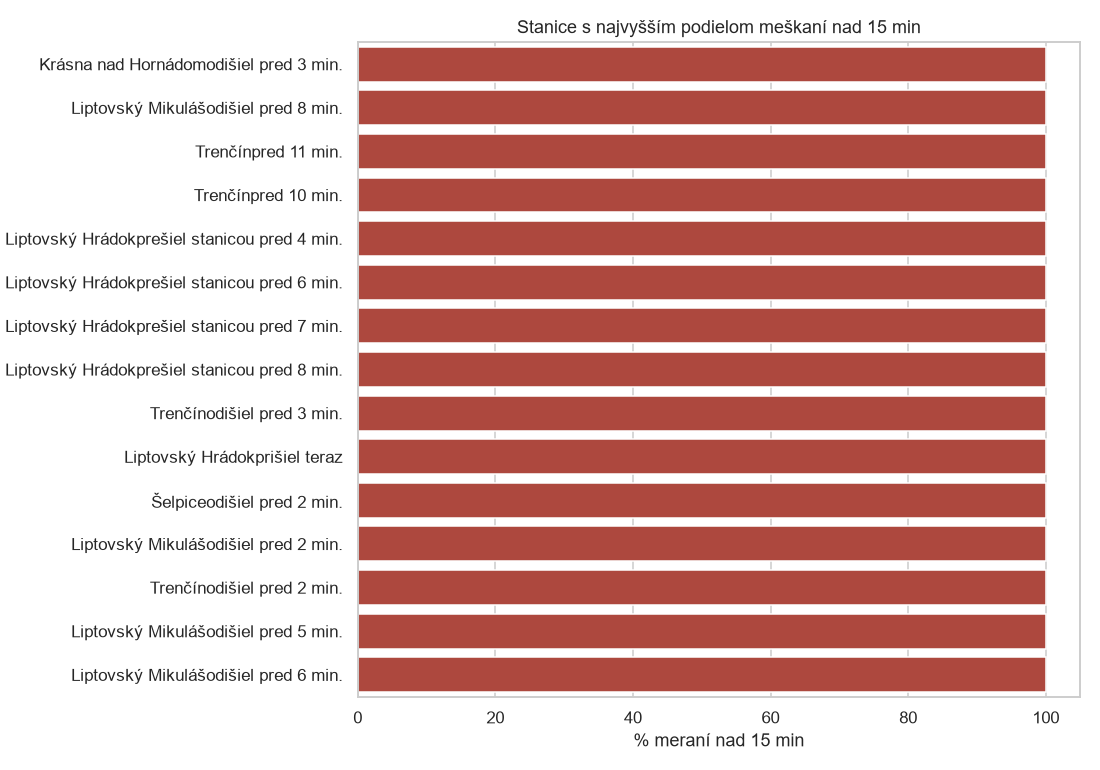 Stanice s najvyšším podielom meškaní nad 15 min
Krásna nad Hornádomodišiel pred 3 min.
Liptovský Mikulášodišiel pred 8 min.
Trenčínpred 11 min.
Trenčínpred 10 min.
Liptovský Hrádokprešiel stanicou pred 4 min.
Liptovský Hrádokprešiel stanicou pred 6 min.
Liptovský Hrádokprešiel stanicou pred 7 min.
Liptovský Hrádokprešiel stanicou pred 8 min.
Trenčínodišiel pred 3 min.
Liptovský Hrádokprišiel teraz
Šelpiceodišiel pred 2 min.
Liptovský Mikulášodišiel pred 2 min.
Trenčínodišiel pred 2 min.
Liptovský Mikulášodišiel pred 5 min.
Liptovský Mikulášodišiel pred 6 min.
0 20 40 60 80 100
% meraní nad 15 min